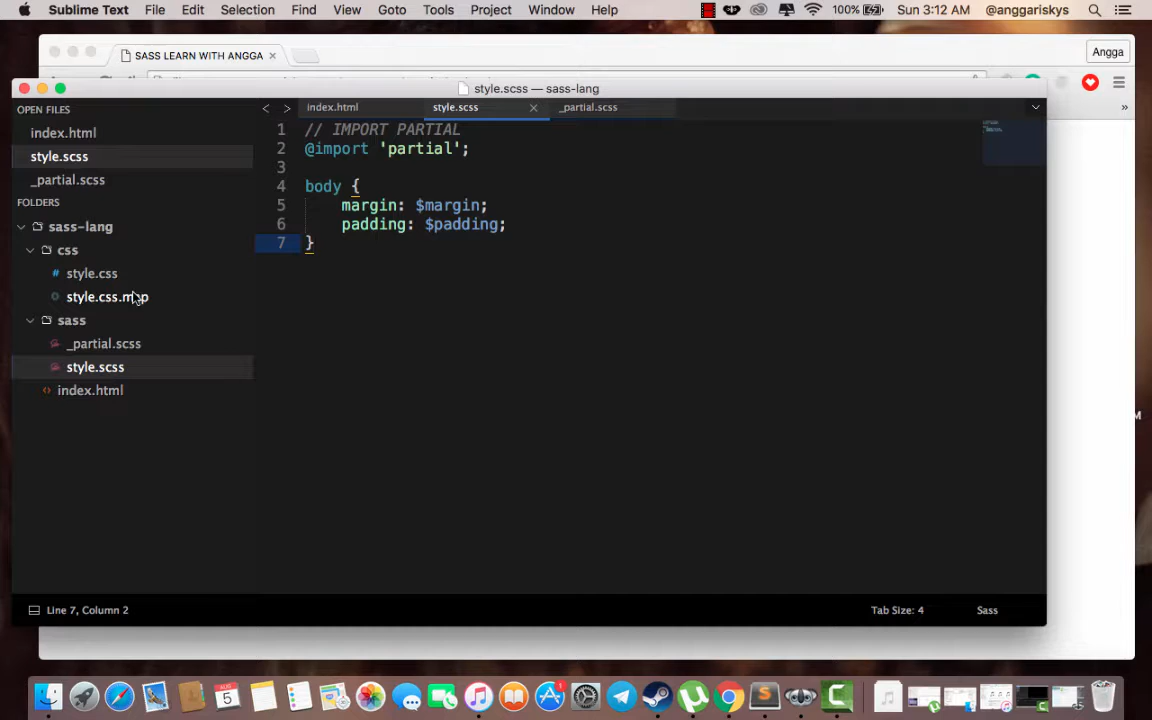 Sublime Text File Edit Selection Find View Goto Tools Project Window Help 100% Sun 3:12 AM @anggariskys
SASS LEARN WITH ANGGA
Angga
style.scss — sass-lang
OPEN FILES
index.html
style.scss
_partial.scss
FOLDERS
sass-lang
css
style.css
style.css.map
sass
_partial.scss
style.scss
index.html
index.html style.scss _partial.scss
1 // IMPORT PARTIAL
2 @import 'partial';
3
4 body {
5 margin: $margin;
6 padding: $padding;
7 }
Line 7, Column 2
Tab Size: 4 Sass
5
1